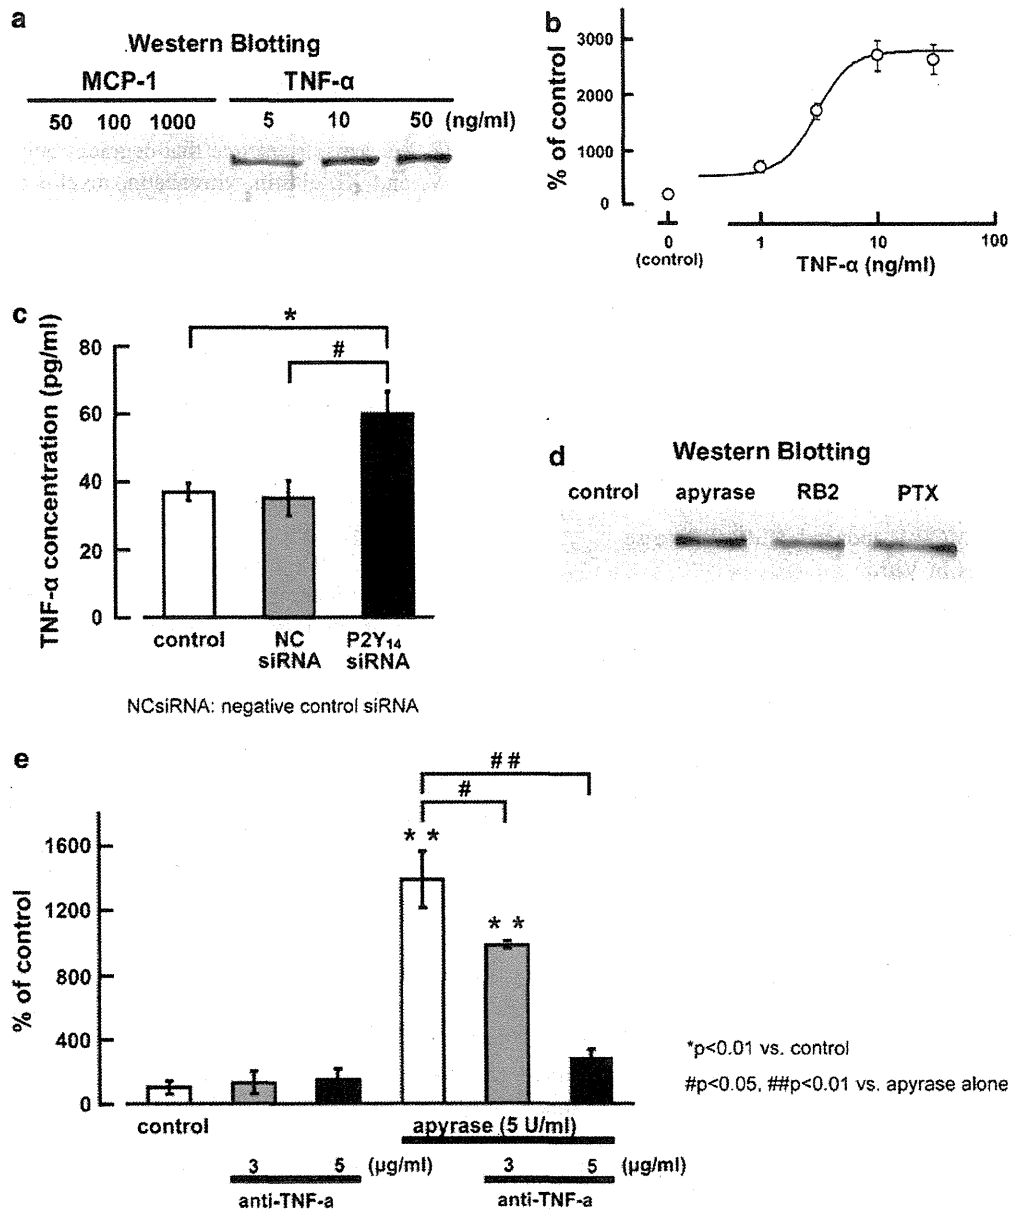 a
Western Blotting
MCP-1 TNF-α
50 100 1000 5 10 50 (ng/ml)
b
% of control
3000
2000
1000
0
0 1 10 100
(control)
TNF-α (ng/ml)
c
TNF-α concentration (pg/ml)
80
60
40
20
0
*
#
control NC siRNA P2Y₁₄ siRNA
NCsiRNA: negative control siRNA
d
Western Blotting
control apyrase RB2 PTX
e
% of control
1600
1200
800
400
0
##
#
* *
* *
control apyrase (5 U/ml)
3 5 (μg/ml) 3 5 (μg/ml)
anti-TNF-a anti-TNF-a
*p<0.01 vs. control
#p<0.05, ##p<0.01 vs. apyrase alone